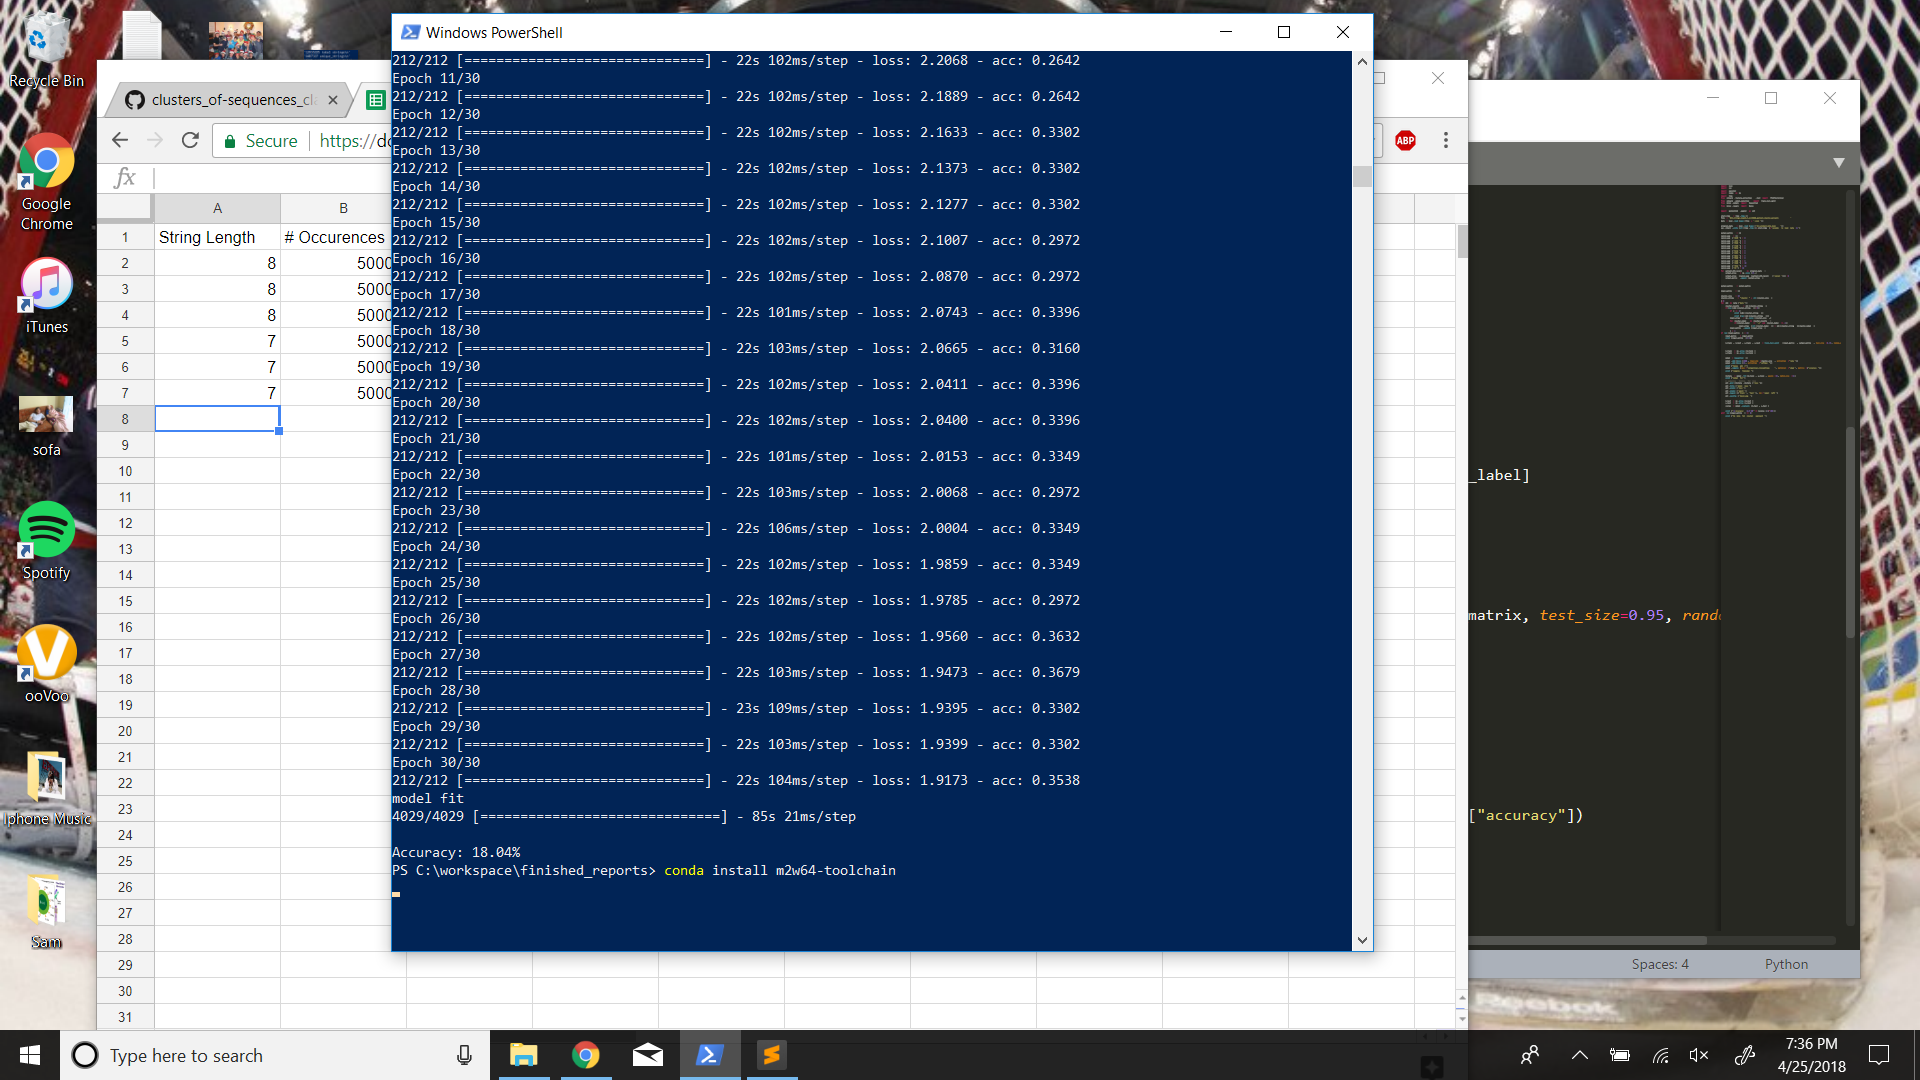 Recycle Bin
Google
Chrome
iTunes
sofa
Spotify
ooVoo
Iphone Music
Sam
clusters_of-sequences_cl
Secure
https://do
fx
A
B
1 String Length # Occurences
2 8 5000
3 8 5000
4 8 5000
5 7 5000
6 7 5000
7 7 5000
8
9
10
11
12
13
14
15
16
17
18
19
20
21
22
23
24
25
26
27
28
29
30
31
Windows PowerShell
212/212 [==============================] - 22s 102ms/step - loss: 2.2068 - acc: 0.2642
Epoch 11/30
212/212 [==============================] - 22s 102ms/step - loss: 2.1889 - acc: 0.2642
Epoch 12/30
212/212 [==============================] - 22s 102ms/step - loss: 2.1633 - acc: 0.3302
Epoch 13/30
212/212 [==============================] - 22s 102ms/step - loss: 2.1373 - acc: 0.3302
Epoch 14/30
212/212 [==============================] - 22s 102ms/step - loss: 2.1277 - acc: 0.3302
Epoch 15/30
212/212 [==============================] - 22s 102ms/step - loss: 2.1007 - acc: 0.2972
Epoch 16/30
212/212 [==============================] - 22s 102ms/step - loss: 2.0870 - acc: 0.2972
Epoch 17/30
212/212 [==============================] - 22s 101ms/step - loss: 2.0743 - acc: 0.3396
Epoch 18/30
212/212 [==============================] - 22s 103ms/step - loss: 2.0665 - acc: 0.3160
Epoch 19/30
212/212 [==============================] - 22s 102ms/step - loss: 2.0411 - acc: 0.3396
Epoch 20/30
212/212 [==============================] - 22s 102ms/step - loss: 2.0400 - acc: 0.3396
Epoch 21/30
212/212 [==============================] - 22s 101ms/step - loss: 2.0153 - acc: 0.3349
Epoch 22/30
212/212 [==============================] - 22s 103ms/step - loss: 2.0068 - acc: 0.2972
Epoch 23/30
212/212 [==============================] - 22s 106ms/step - loss: 2.0004 - acc: 0.3349
Epoch 24/30
212/212 [==============================] - 22s 102ms/step - loss: 1.9859 - acc: 0.3349
Epoch 25/30
212/212 [==============================] - 22s 102ms/step - loss: 1.9785 - acc: 0.2972
Epoch 26/30
212/212 [==============================] - 22s 102ms/step - loss: 1.9560 - acc: 0.3632
Epoch 27/30
212/212 [==============================] - 22s 103ms/step - loss: 1.9473 - acc: 0.3679
Epoch 28/30
212/212 [==============================] - 23s 109ms/step - loss: 1.9395 - acc: 0.3302
Epoch 29/30
212/212 [==============================] - 22s 103ms/step - loss: 1.9399 - acc: 0.3302
Epoch 30/30
212/212 [==============================] - 22s 104ms/step - loss: 1.9173 - acc: 0.3538
model fit
4029/4029 [==============================] - 85s 21ms/step
Accuracy: 18.04%
PS C:\workspace\finished_reports> conda install m2w64-toolchain
ABP
_label]
matrix, test_size=0.95, rand
["accuracy"])
Spaces: 4
Python
Reebok
Type here to search
7:36 PM
4/25/2018